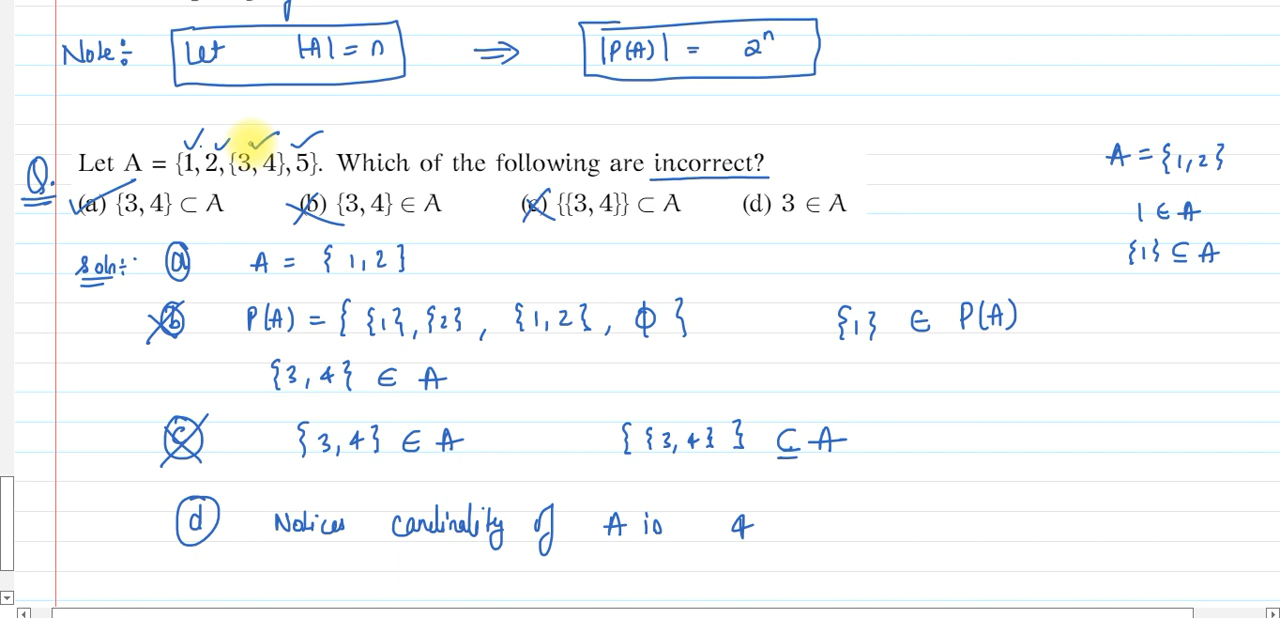 Note:- Let |A| = n ⟹ |P(A)| = 2ⁿ
Q. Let A = {1, 2, {3, 4}, 5}. Which of the following are incorrect?
(a) {3, 4} ⊂ A (b) {3, 4} ∈ A (c) {{3, 4}} ⊂ A (d) 3 ∈ A
A = {1,2}
1 ∈ A
{1} ⊆ A
Soln:- (a) A = {1,2}
(b) P(A) = { {1}, {2}, {1,2}, ϕ } {1} ∈ P(A)
{3,4} ∈ A
(c) {3,4} ∈ A { {3,4} } ⊆ A
(d) Notices cardinality of A is 4